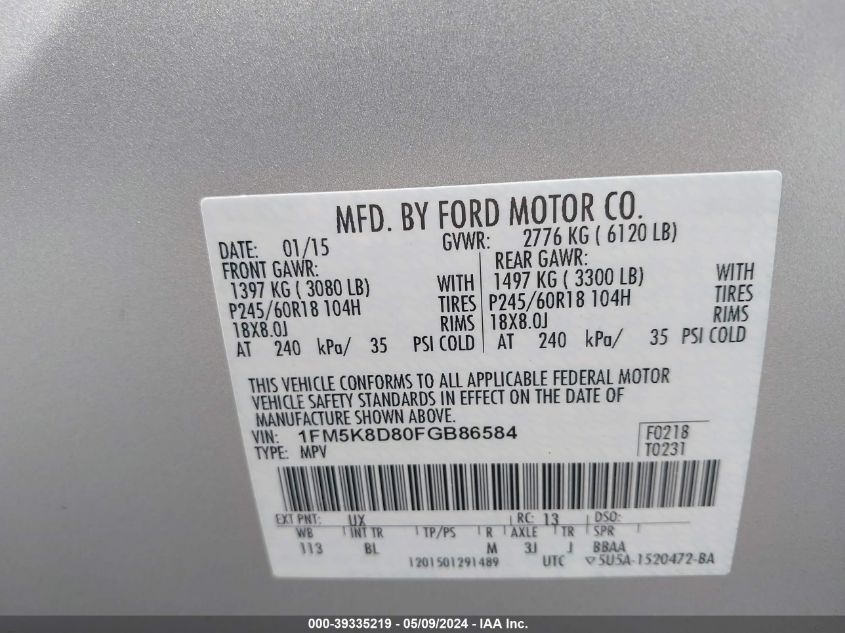 MFD. BY FORD MOTOR CO.
DATE: 01/15 GVWR: 2776 KG ( 6120 LB)
FRONT GAWR:
1397 KG ( 3080 LB) WITH
P245/60R18 104H TIRES
18X8.0J RIMS
AT 240 kPa/ 35 PSI COLD
REAR GAWR:
1497 KG ( 3300 LB) WITH
P245/60R18 104H TIRES
18X8.0J RIMS
AT 240 kPa/ 35 PSI COLD
THIS VEHICLE CONFORMS TO ALL APPLICABLE FEDERAL MOTOR
VEHICLE SAFETY STANDARDS IN EFFECT ON THE DATE OF
MANUFACTURE SHOWN ABOVE.
VIN: 1FM5K8D80FGB86584 F0218
TYPE: MPV T0231
EXT PNT: UX RC: 13 DSO:
WB INT TR TP/PS R AXLE TR SPR
113 BL M 3J J BBAA
1201501291489 UTC ▽5U5A-1520472-BA
000-39335219 - 05/09/2024 - IAA Inc.